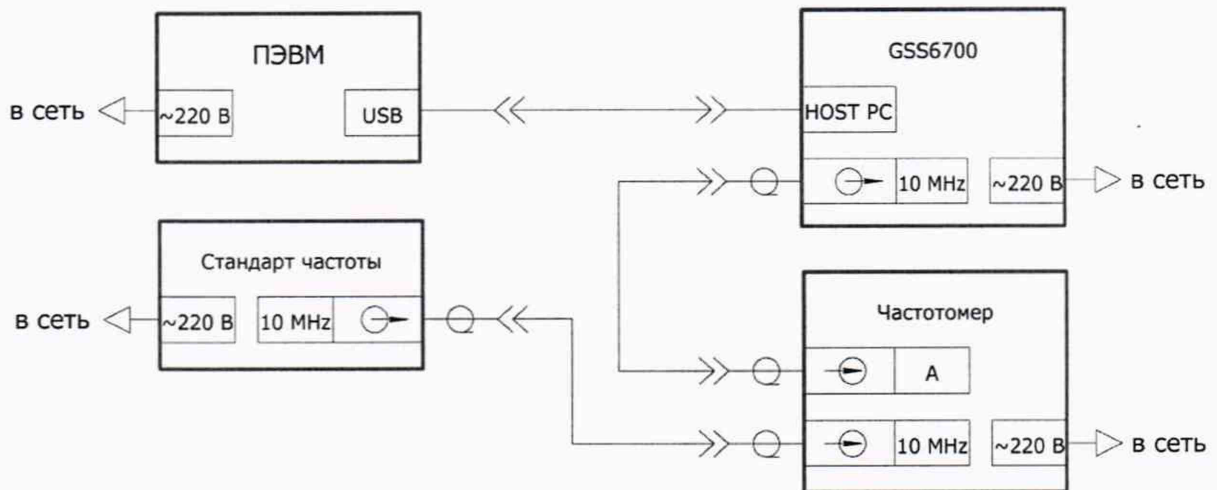 ПЭВМ
в сеть
~220 В
USB
GSS6700
HOST PC
10 MHz
~220 В
в сеть
Стандарт частоты
в сеть
~220 В
10 MHz
Частотомер
A
10 MHz
~220 В
в сеть